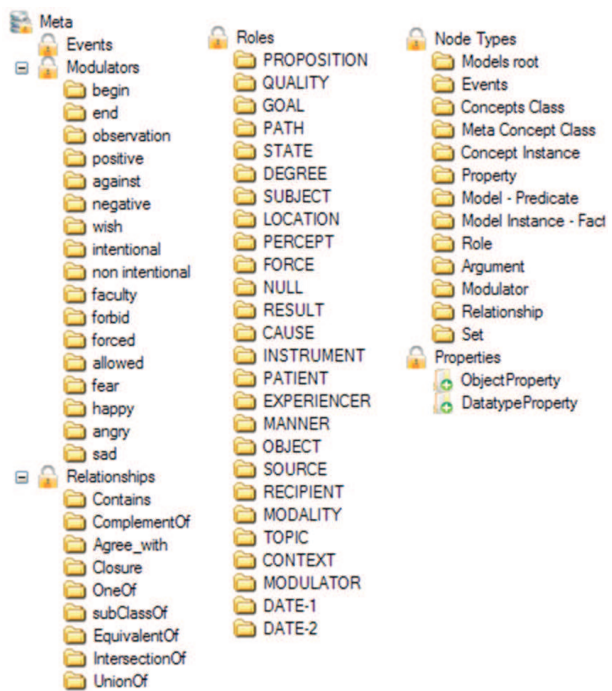 Meta
Events
Modulators
begin
end
observation
positive
against
negative
wish
intentional
non intentional
faculty
forbid
forced
allowed
fear
happy
angry
sad
Relationships
Contains
ComplementOf
Agree_with
Closure
OneOf
subClassOf
EquivalentOf
IntersectionOf
UnionOf
Roles
PROPOSITION
QUALITY
GOAL
PATH
STATE
DEGREE
SUBJECT
LOCATION
PERCEPT
FORCE
NULL
RESULT
CAUSE
INSTRUMENT
PATIENT
EXPERIENCER
MANNER
OBJECT
SOURCE
RECIPIENT
MODALITY
TOPIC
CONTEXT
MODULATOR
DATE-1
DATE-2
Node Types
Models root
Events
Concepts Class
Meta Concept Class
Concept Instance
Property
Model - Predicate
Model Instance - Fact
Role
Argument
Modulator
Relationship
Set
Properties
ObjectProperty
DatatypeProperty